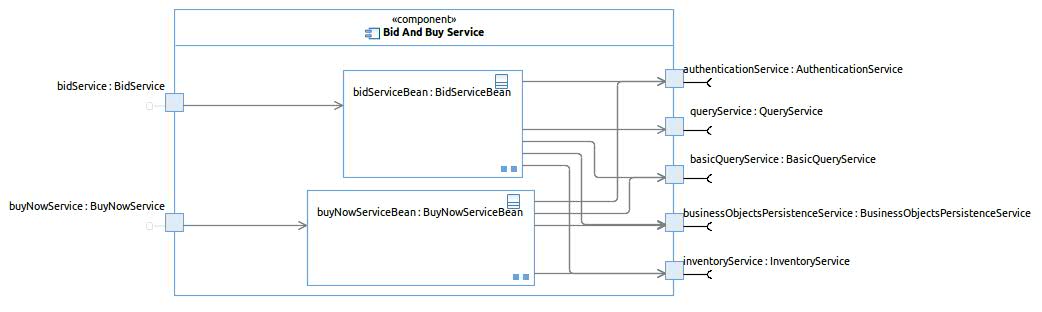 «component»
Bid And Buy Service
bidService : BidService
bidServiceBean : BidServiceBean
authenticationService : AuthenticationService
queryService : QueryService
basicQueryService : BasicQueryService
buyNowService : BuyNowService
buyNowServiceBean : BuyNowServiceBean
businessObjectsPersistenceService : BusinessObjectsPersistenceService
inventoryService : InventoryService